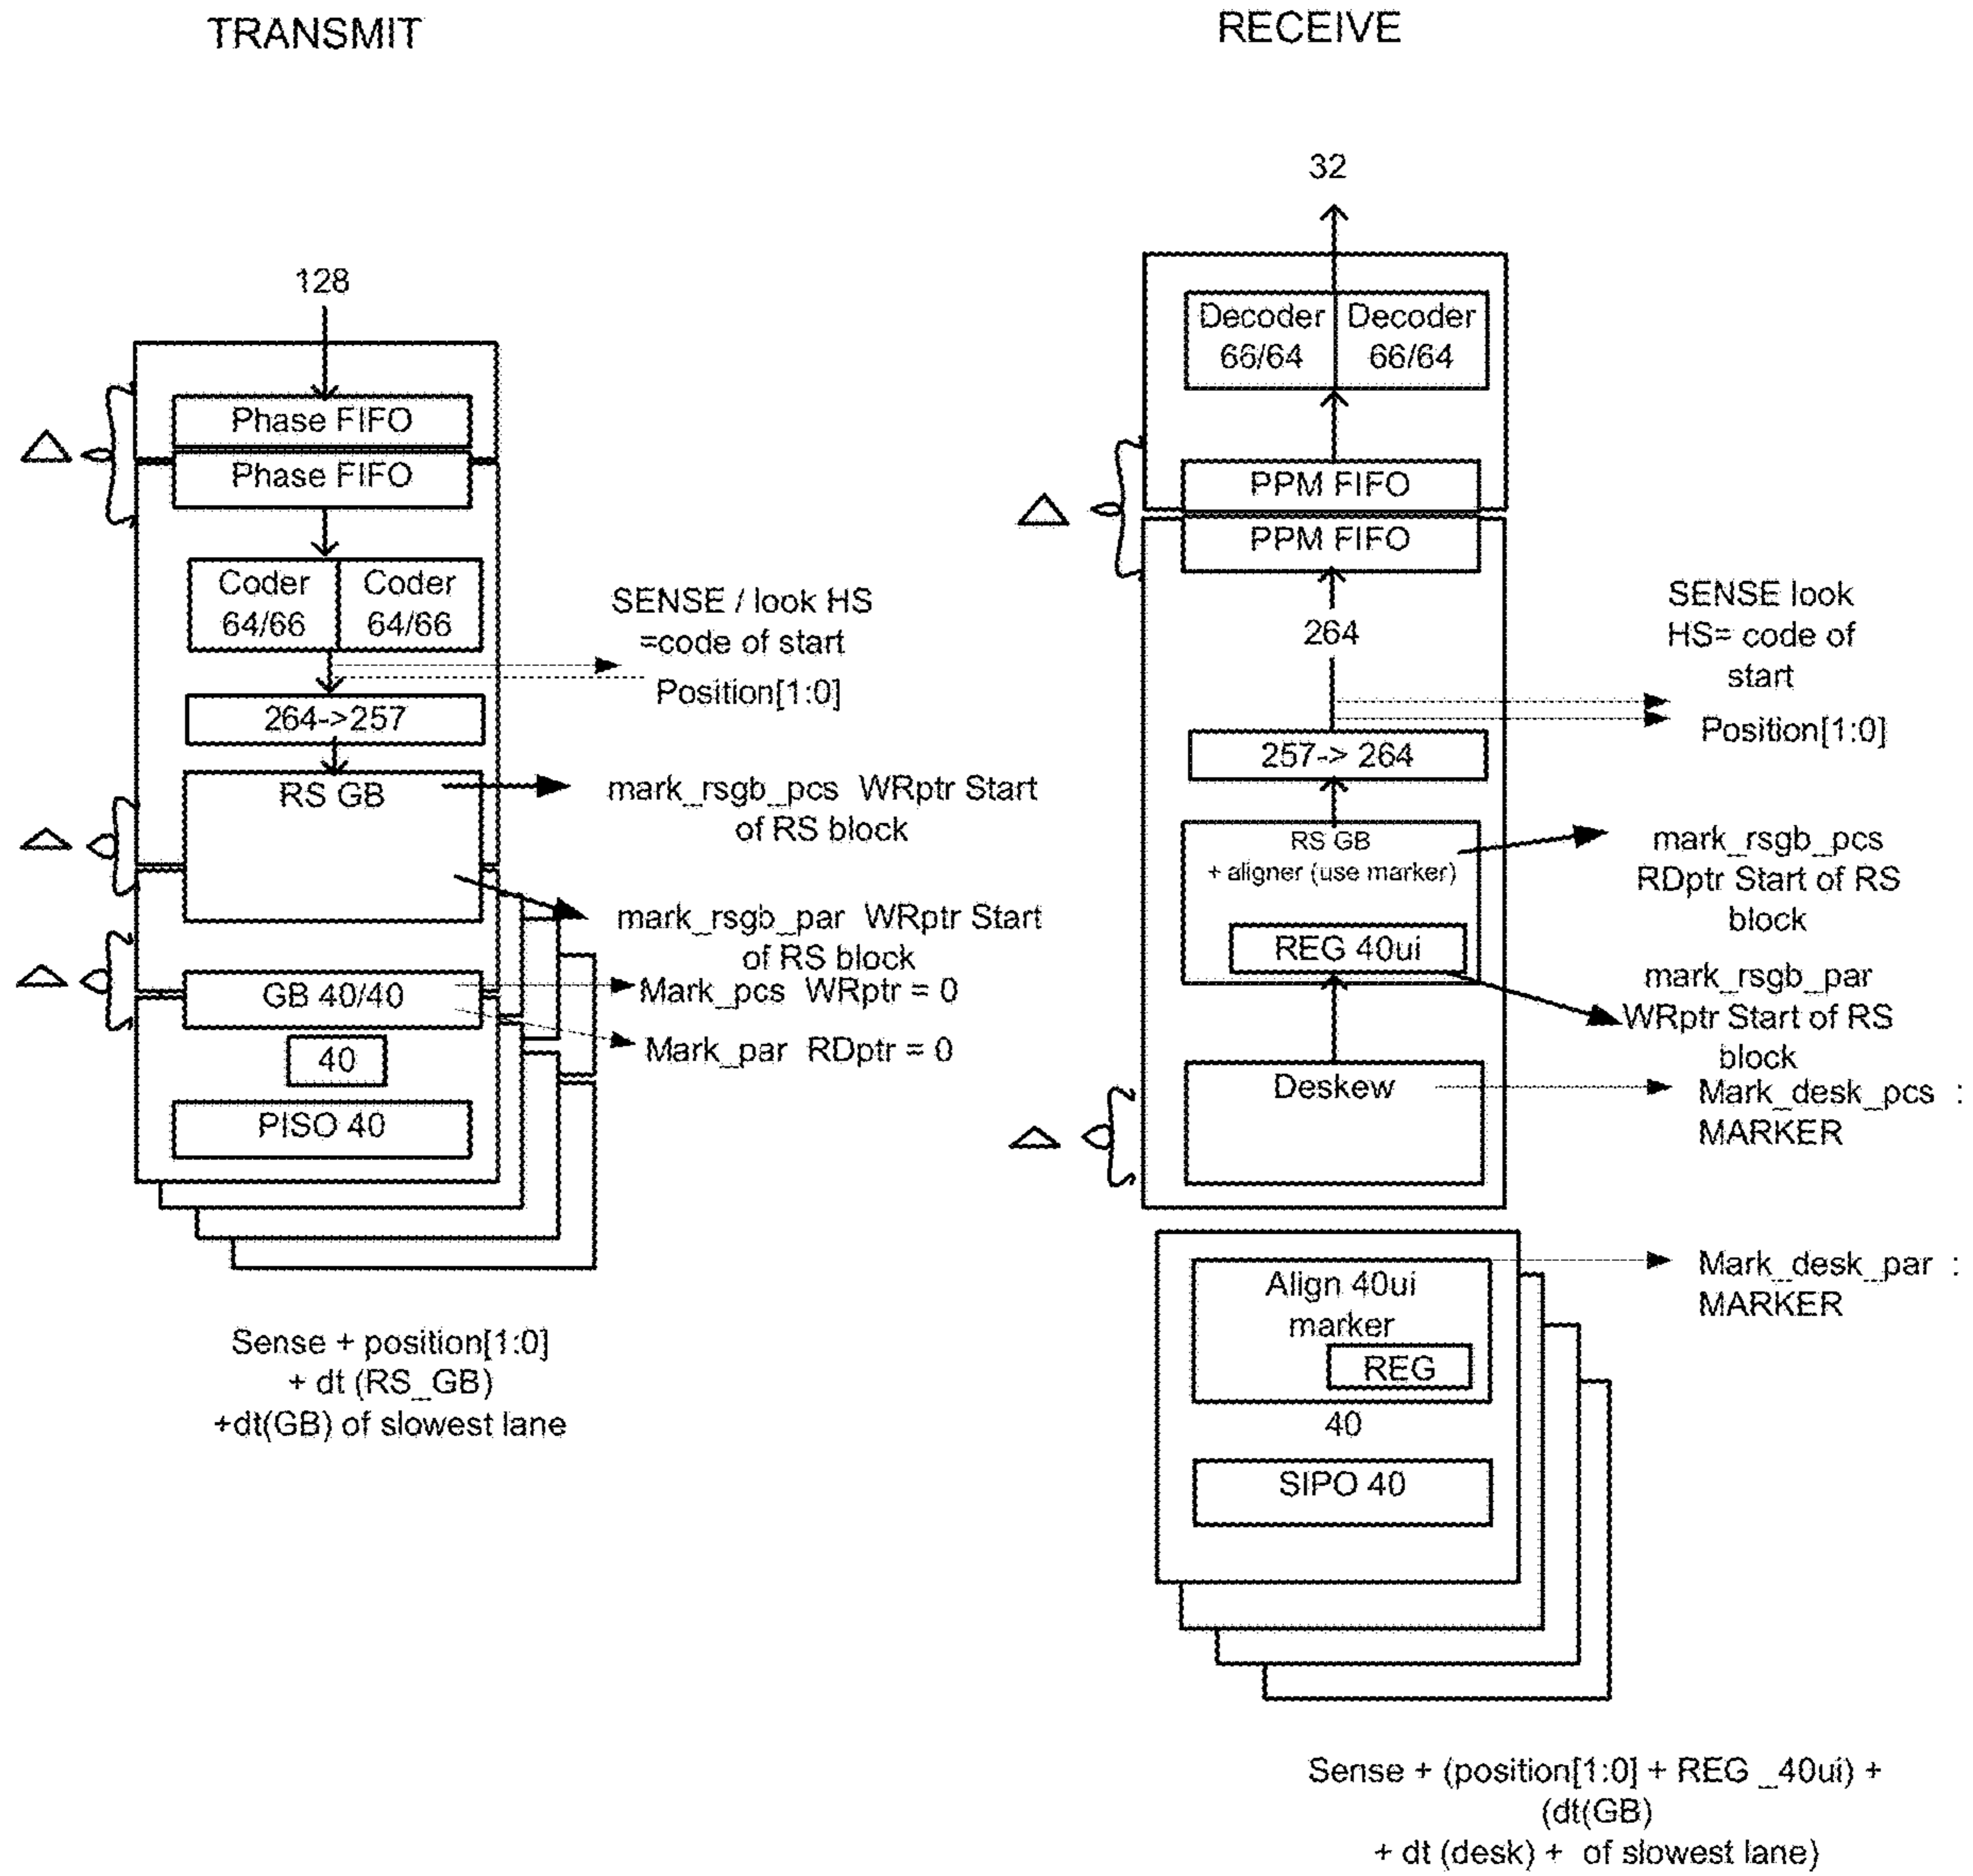 TRANSMIT
128
Phase FIFO
Phase FIFO
Coder
64/66
Coder
64/66
SENSE / look HS
=code of start
Position[1:0]
264->257
RS GB
mark_rsgb_pcs WRptr Start
of RS block
mark_rsgb_par WRptr Start
of RS block
GB 40/40
Mark_pcs WRptr = 0
Mark_par RDptr = 0
40
PISO 40
Sense + position[1:0]
+ dt (RS_GB)
+dt(GB) of slowest lane
RECEIVE
32
Decoder
66/64
Decoder
66/64
PPM FIFO
PPM FIFO
264
SENSE look
HS= code of
start
Position[1:0]
257-> 264
RS GB
+ aligner (use marker)
REG 40ui
mark_rsgb_pcs
RDptr Start of RS
block
mark_rsgb_par
WRptr Start of RS
block
Deskew
Mark_desk_pcs :
MARKER
Align 40ui
marker
REG
Mark_desk_par :
MARKER
40
SIPO 40
Sense + (position[1:0] + REG _40ui) +
(dt(GB)
+ dt (desk) + of slowest lane)